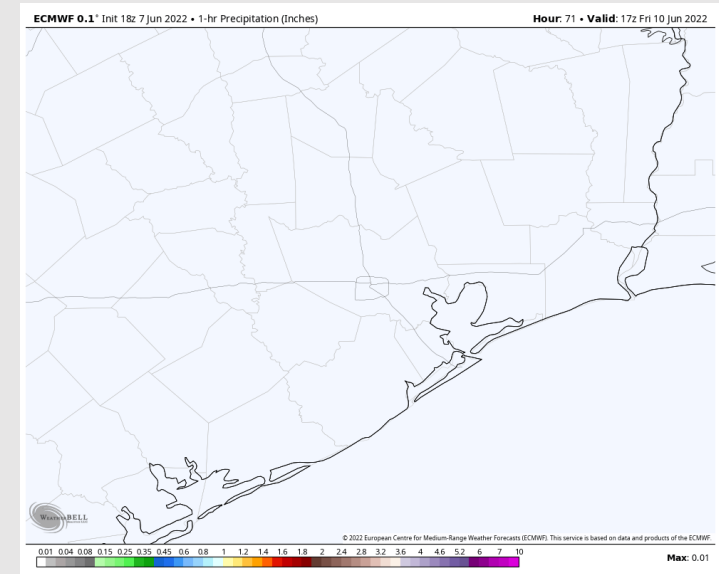 ECMWF 0.1° Init 18z 7 Jun 2022 • 1-hr Precipitation (Inches)
Hour: 71 • Valid: 17z Fri 10 Jun 2022
WEATHERBELL
© 2022 European Centre for Medium-Range Weather Forecasts (ECMWF). This service is based on data and products of the ECMWF.
0.01 0.04 0.08 0.15 0.25 0.35 0.45 0.6 0.8 1 1.2 1.4 1.6 1.8 2 2.4 2.8 3.2 3.6 4 4.6 5.2 6 7 10
Max: 0.01